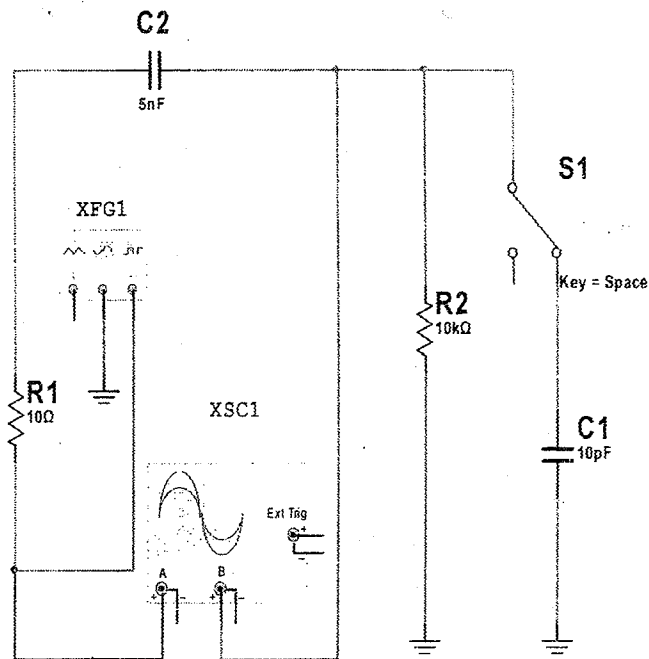 C2
5nF
S1
XFG1
Key = Space
R2
10kΩ
R1
10Ω
XSC1
C1
10pF
Ext Trig
+
−
A
B
+
−
+
−